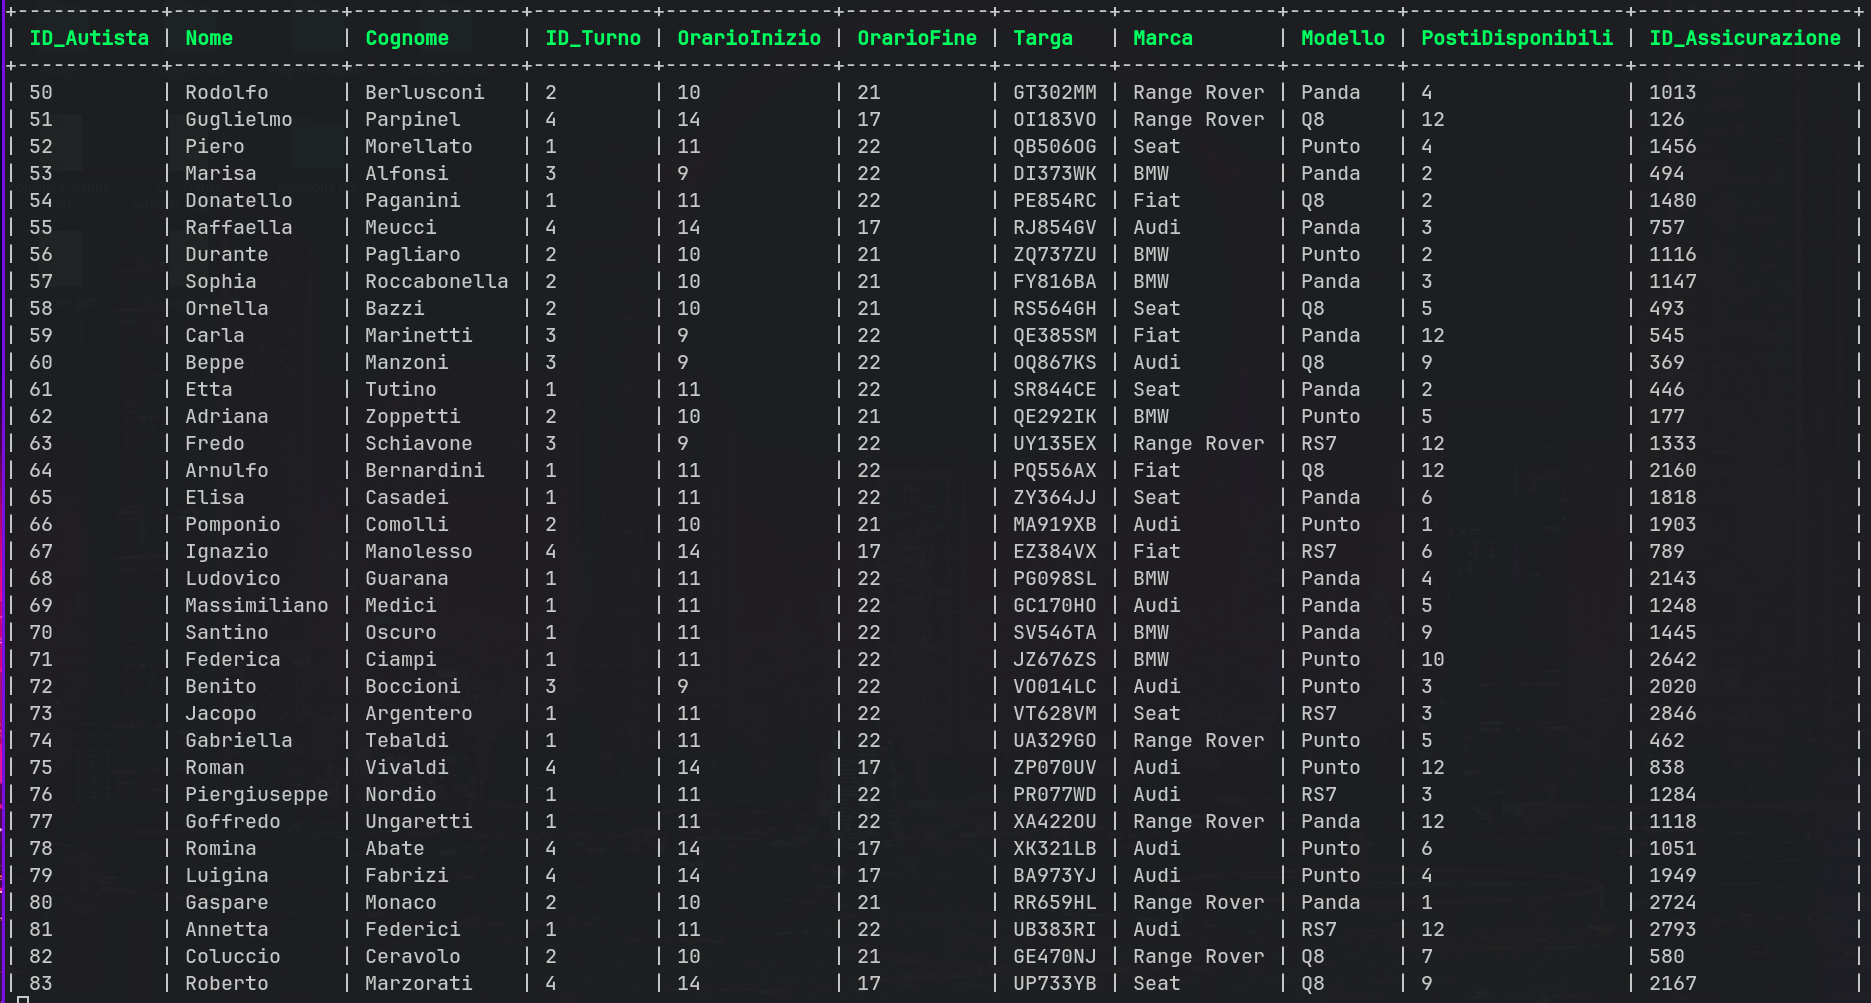 +-----------+--------------+--------------+----------+--------------+------------+---------+-------------+---------+------------------+------------------+
| ID_Autista | Nome | Cognome | ID_Turno | OrarioInizio | OrarioFine | Targa | Marca | Modello | PostiDisponibili | ID_Assicurazione |
+-----------+--------------+--------------+----------+--------------+------------+---------+-------------+---------+------------------+------------------+
| 50 | Rodolfo | Berlusconi | 2 | 10 | 21 | GT302MM | Range Rover | Panda | 4 | 1013 |
| 51 | Guglielmo | Parpinel | 4 | 14 | 17 | OI183VO | Range Rover | Q8 | 12 | 126 |
| 52 | Piero | Morellato | 1 | 11 | 22 | QB506OG | Seat | Punto | 4 | 1456 |
| 53 | Marisa | Alfonsi | 3 | 9 | 22 | DI373WK | BMW | Panda | 2 | 494 |
| 54 | Donatello | Paganini | 1 | 11 | 22 | PE854RC | Fiat | Q8 | 2 | 1480 |
| 55 | Raffaella | Meucci | 4 | 14 | 17 | RJ854GV | Audi | Panda | 3 | 757 |
| 56 | Durante | Pagliaro | 2 | 10 | 21 | ZQ737ZU | BMW | Punto | 2 | 1116 |
| 57 | Sophia | Roccabonella | 2 | 10 | 21 | FY816BA | BMW | Panda | 3 | 1147 |
| 58 | Ornella | Bazzi | 2 | 10 | 21 | RS564GH | Seat | Q8 | 5 | 493 |
| 59 | Carla | Marinetti | 3 | 9 | 22 | QE385SM | Fiat | Panda | 12 | 545 |
| 60 | Beppe | Manzoni | 3 | 9 | 22 | OQ867KS | Audi | Q8 | 9 | 369 |
| 61 | Etta | Tutino | 1 | 11 | 22 | SR844CE | Seat | Panda | 2 | 446 |
| 62 | Adriana | Zoppetti | 2 | 10 | 21 | QE292IK | BMW | Punto | 5 | 177 |
| 63 | Fredo | Schiavone | 3 | 9 | 22 | UY135EX | Range Rover | RS7 | 12 | 1333 |
| 64 | Arnulfo | Bernardini | 1 | 11 | 22 | PQ556AX | Fiat | Q8 | 12 | 2160 |
| 65 | Elisa | Casadei | 1 | 11 | 22 | ZY364JJ | Seat | Panda | 6 | 1818 |
| 66 | Pomponio | Comolli | 2 | 10 | 21 | MA919XB | Audi | Punto | 1 | 1903 |
| 67 | Ignazio | Manolesso | 4 | 14 | 17 | EZ384VX | Fiat | RS7 | 6 | 789 |
| 68 | Ludovico | Guarana | 1 | 11 | 22 | PG098SL | BMW | Panda | 4 | 2143 |
| 69 | Massimiliano | Medici | 1 | 11 | 22 | GC170HO | Audi | Panda | 5 | 1248 |
| 70 | Santino | Oscuro | 1 | 11 | 22 | SV546TA | BMW | Panda | 9 | 1445 |
| 71 | Federica | Ciampi | 1 | 11 | 22 | JZ676ZS | BMW | Punto | 10 | 2642 |
| 72 | Benito | Boccioni | 3 | 9 | 22 | VO014LC | Audi | Punto | 3 | 2020 |
| 73 | Jacopo | Argentero | 1 | 11 | 22 | VT628VM | Seat | RS7 | 3 | 2846 |
| 74 | Gabriella | Tebaldi | 1 | 11 | 22 | UA329GO | Range Rover | Punto | 5 | 462 |
| 75 | Roman | Vivaldi | 4 | 14 | 17 | ZP070UV | Audi | Punto | 12 | 838 |
| 76 | Piergiuseppe | Nordio | 1 | 11 | 22 | PR077WD | Audi | RS7 | 3 | 1284 |
| 77 | Goffredo | Ungaretti | 1 | 11 | 22 | XA422OU | Range Rover | Panda | 12 | 1118 |
| 78 | Romina | Abate | 4 | 14 | 17 | XK321LB | Audi | Punto | 6 | 1051 |
| 79 | Luigina | Fabrizi | 4 | 14 | 17 | BA973YJ | Audi | Punto | 4 | 1949 |
| 80 | Gaspare | Monaco | 2 | 10 | 21 | RR659HL | Range Rover | Panda | 1 | 2724 |
| 81 | Annetta | Federici | 1 | 11 | 22 | UB383RI | Audi | RS7 | 12 | 2793 |
| 82 | Coluccio | Ceravolo | 2 | 10 | 21 | GE470NJ | Range Rover | Q8 | 7 | 580 |
| 83 | Roberto | Marzorati | 4 | 14 | 17 | UP733YB | Seat | Q8 | 9 | 2167 |